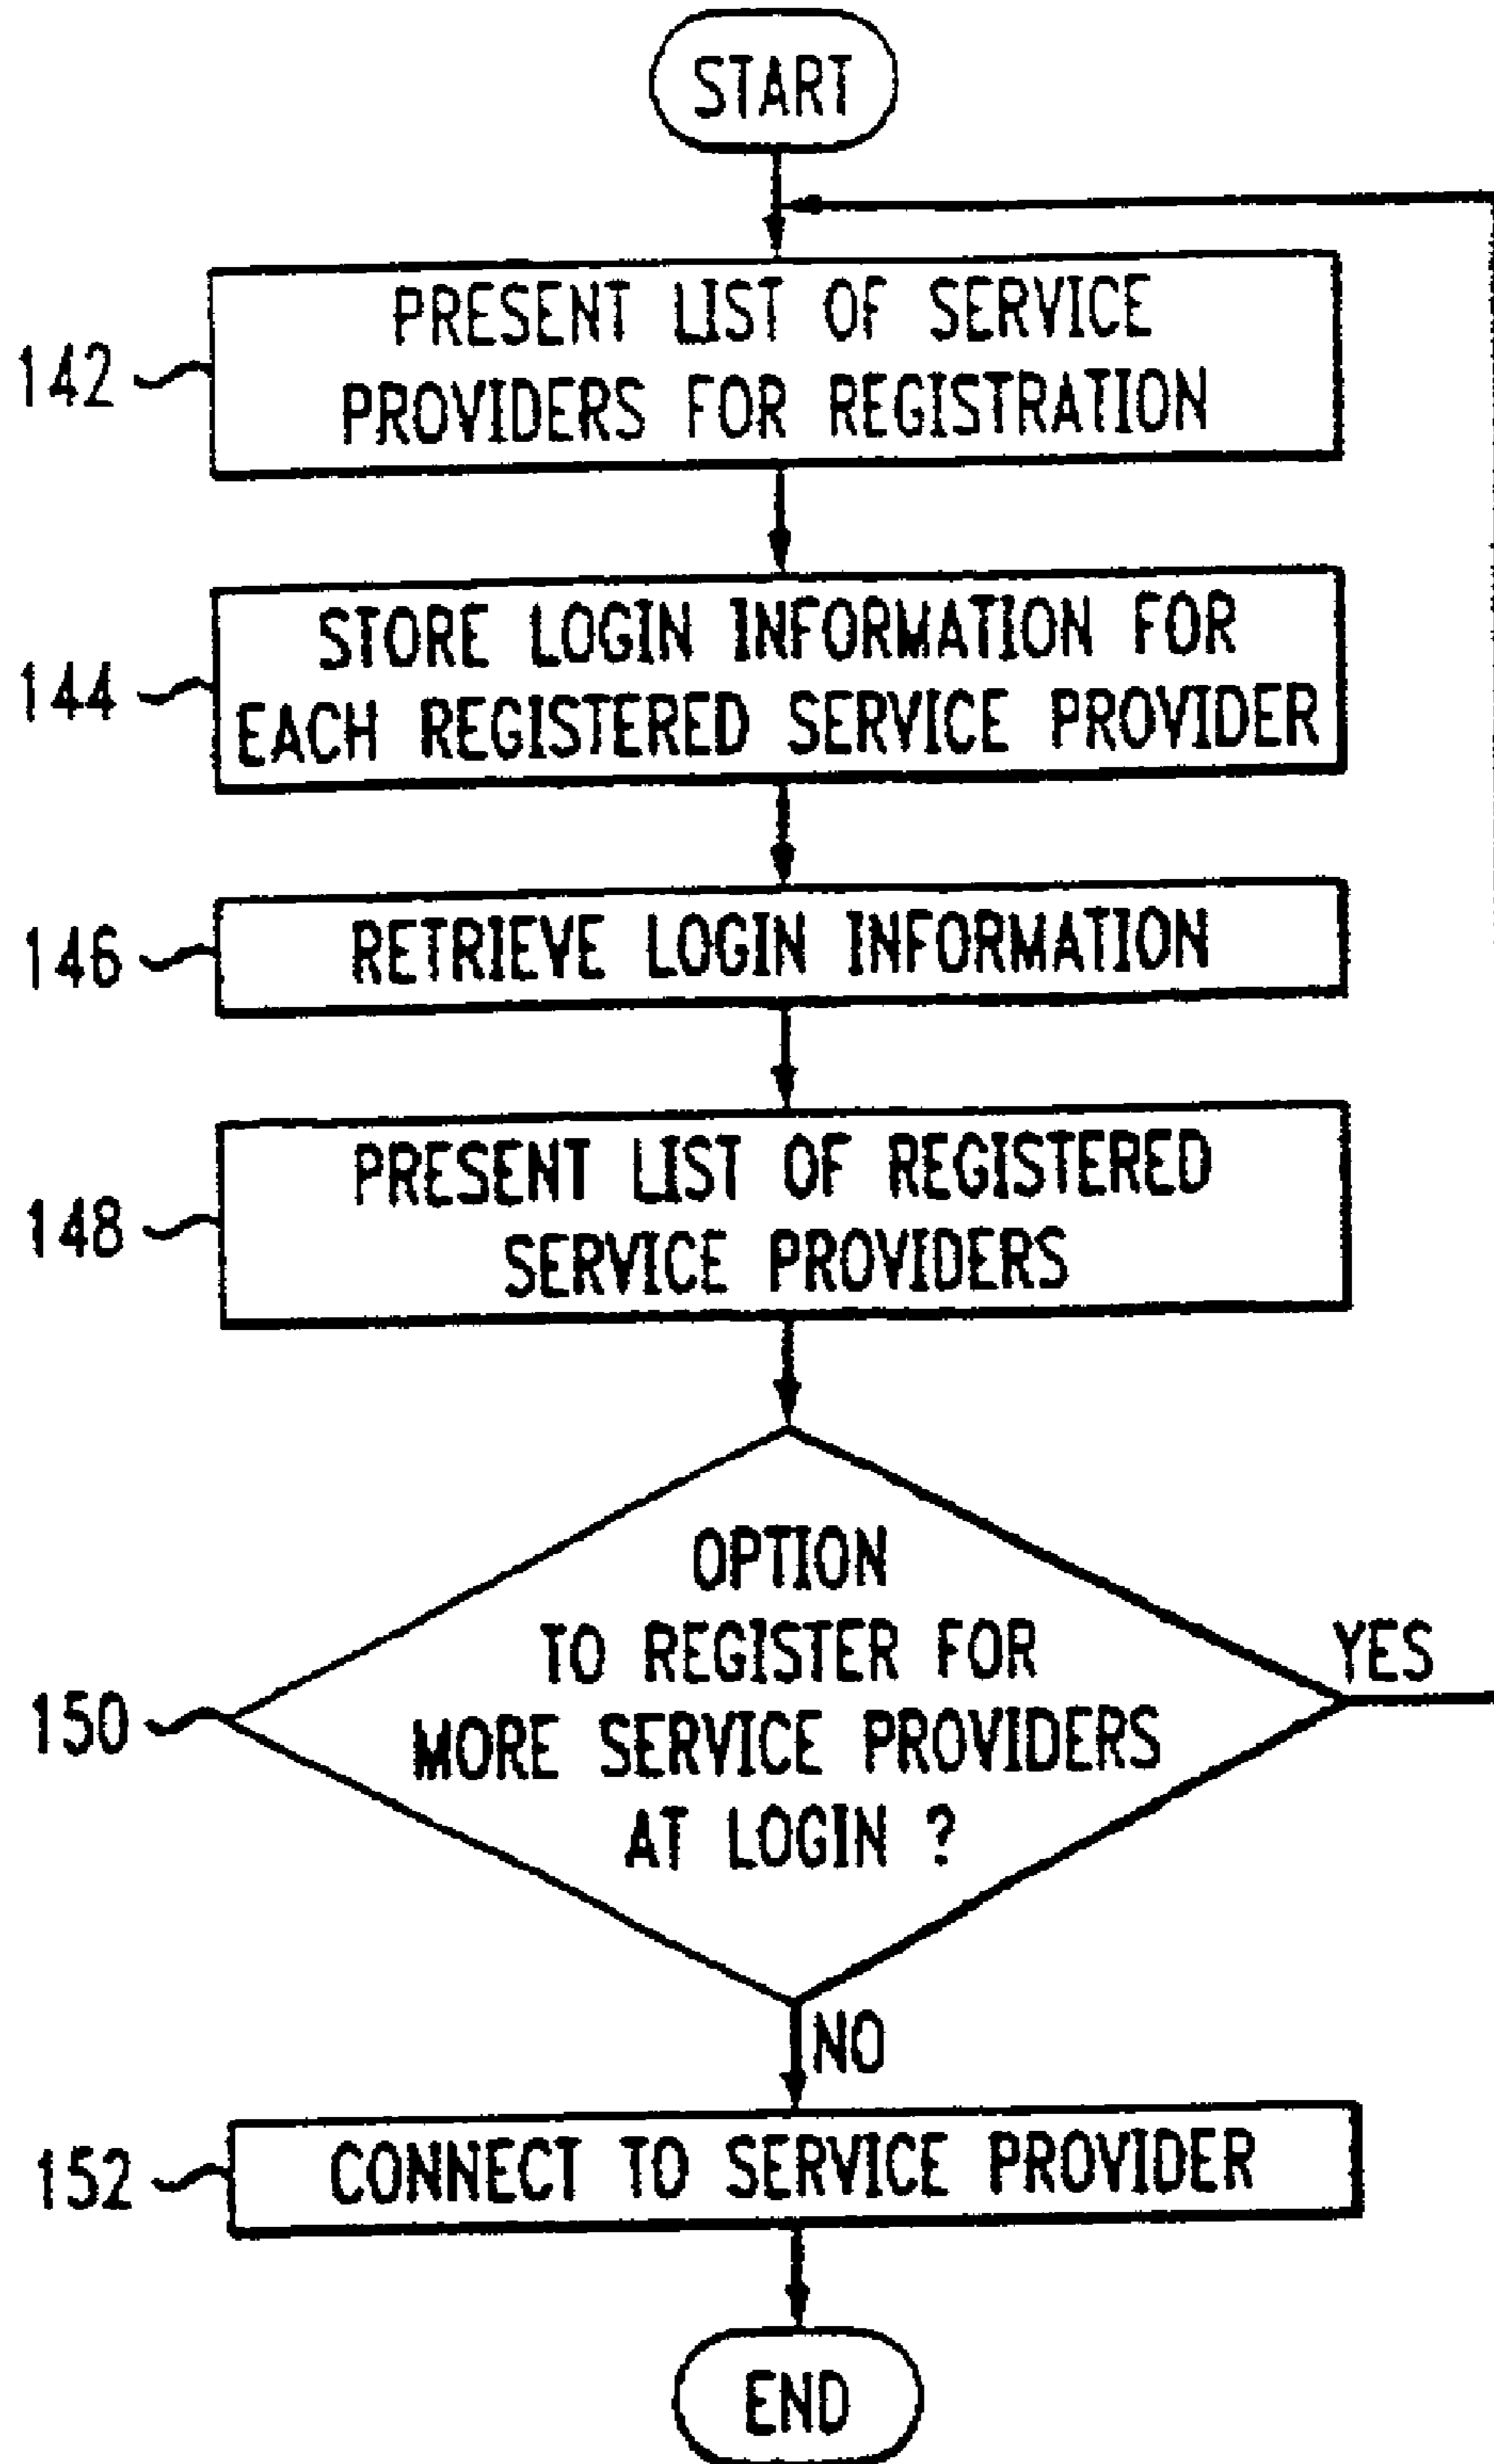 START
142
PRESENT LIST OF SERVICE
PROVIDERS FOR REGISTRATION
144
STORE LOGIN INFORMATION FOR
EACH REGISTERED SERVICE PROVIDER
146
RETRIEVE LOGIN INFORMATION
148
PRESENT LIST OF REGISTERED
SERVICE PROVIDERS
150
OPTION
TO REGISTER FOR
MORE SERVICE PROVIDERS
AT LOGIN ?
YES
NO
152
CONNECT TO SERVICE PROVIDER
END